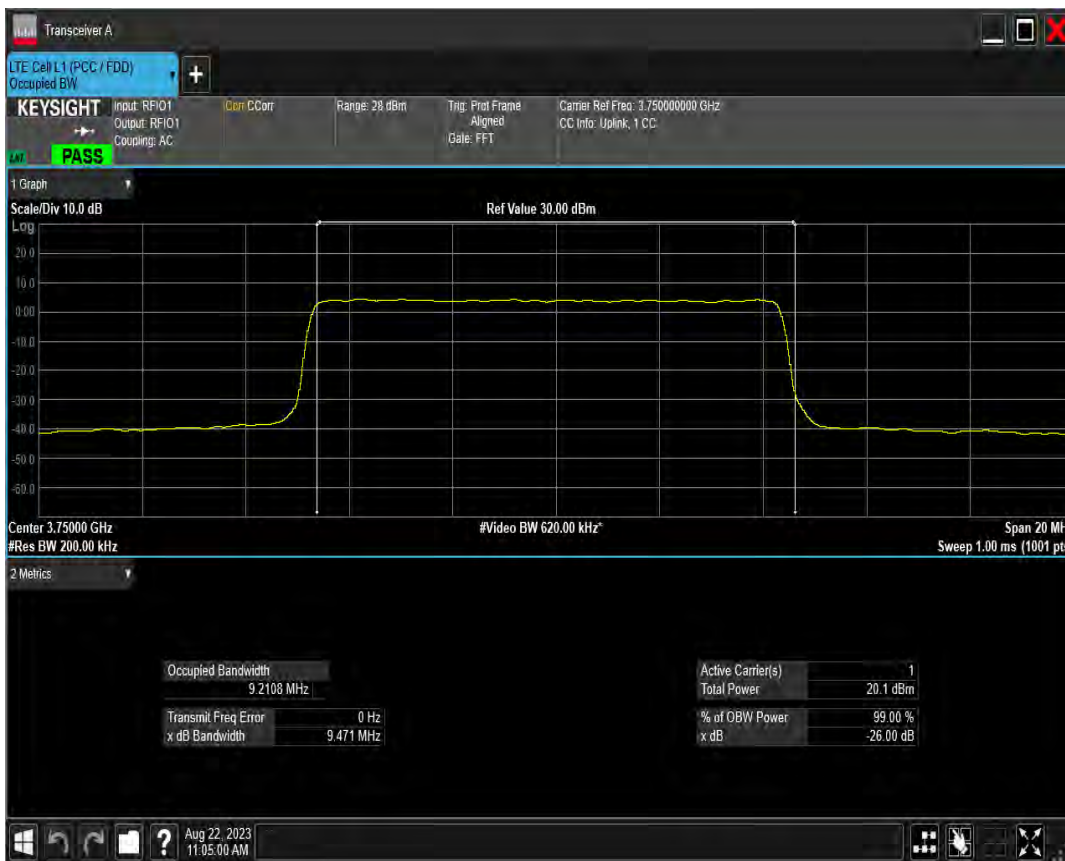 Transceiver A
LTE Cell L1 (PCC / FDD)
Occupied BW
+
KEYSIGHT
PASS
Input: RFIO1
Output: RFIO1
Coupling: AC
Corr CCorr
Range: 28 dBm
Trig: Prot Frame
Aligned
Gate: FFT
Carrier Ref Freq: 3.750000000 GHz
CC Info: Uplink, 1 CC
1 Graph
Scale/Div 10.0 dB
Ref Value 30.00 dBm
Log
20.0
10.0
0.00
-10.0
-20.0
-30.0
-40.0
-50.0
-60.0
Center 3.75000 GHz
#Video BW 620.00 kHz*
Span 20 MH
#Res BW 200.00 kHz
Sweep 1.00 ms (1001 pts
2 Metrics
Occupied Bandwidth
9.2108 MHz
Transmit Freq Error 0 Hz
x dB Bandwidth 9.471 MHz
Active Carrier(s) 1
Total Power 20.1 dBm
% of OBW Power 99.00 %
x dB -26.00 dB
?
Aug 22, 2023
11:05:00 AM